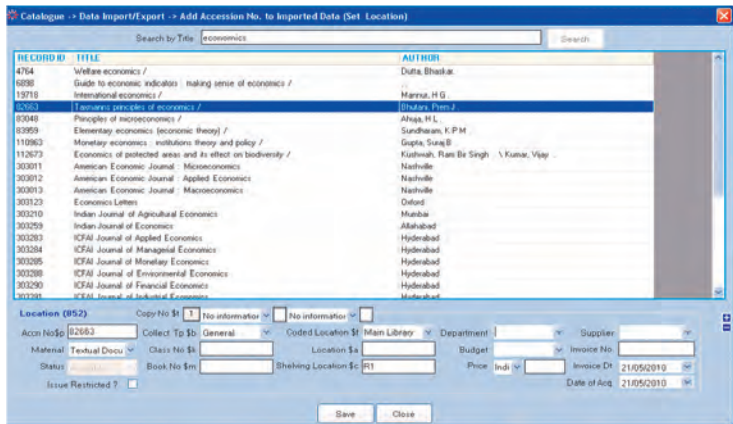 Catalogue -> Data Import/Export -> Add Accession No. to Imported Data (Set Location)
Search by Title economics Search
RECORD ID TITLE AUTHOR
4764 Welfare economics / Dutta, Bhaskar.
6898 Guide to economic indicators : making sense of economics /
19718 International economics / Mannur, H G .
82663 Taxmanns principles of economics / Bhutani, Prem J .
83048 Principles of microeconomics / Ahuja, H L .
83959 Elementary economics (economic theory) / Sundharam, K P M .
110963 Monetary economics : institutions theory and policy / Gupta, Suraj B .
112673 Economics of protected areas and its effect on biodiversity / Kushwah, Ram Bir Singh . \ Kumar, Vijay .
303011 American Economic Journal : Microeconomics Nashville
303012 American Economic Journal : Applied Economics Nashville
303013 American Economic Journal : Macroeconomics Nashville
303123 Economics Letters Oxford
303210 Indian Journal of Agricultural Economics Mumbai
303259 Indian Journal of Economics Allahabad
303283 ICFAI Journal of Applied Economics Hyderabad
303284 ICFAI Journal of Managerial Economics Hyderabad
303285 ICFAI Journal of Monetary Economics Hyderabad
303288 ICFAI Journal of Environmental Economics Hyderabad
303290 ICFAI Journal of Financial Economics Hyderabad
303291 ICFAI Journal of Industrial Economics Hyderabad
Location (852) Copy No $t 1 No information No information
Accn No$p 82663 Collect Tp $b General Coded Location $f Main Library Department Supplier
Material Textual Docu Class No $k Location $a Budget Invoice No.
Status Book No $m Shelving Location $c R1 Price Indi Invoice Dt 21/05/2010
Issue Restricted ? Date of Acq. 21/05/2010
Save Close